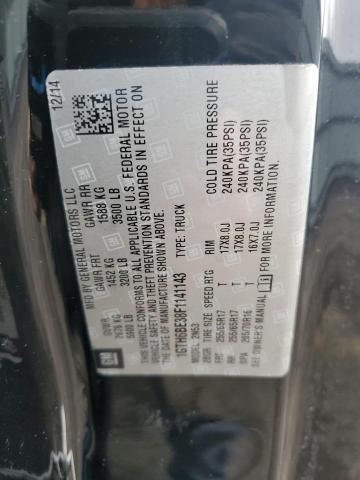 MFD BY GENERAL MOTORS LLC
12/14
GVWR GAWR FRT GAWR RR
2676 KG 1452 KG 1588 KG
5900 LB 3200 LB 3500 LB
THIS VEHICLE CONFORMS TO ALL APPLICABLE U.S. FEDERAL MOTOR
VEHICLE SAFETY AND THEFT PREVENTION STANDARDS IN EFFECT ON
THE DATE OF MANUFACTURE SHOWN ABOVE.
1GTH6BE38F1141143 TYPE: TRUCK
MODEL: 2N53
TIRE SIZE SPEED RTG RIM COLD TIRE PRESSURE
FRT 255/65R17 T 17X8.0J 240KPA(35PSI)
RR 255/65R17 T 17X8.0J 240KPA(35PSI)
SPA 265/70R16 T 16X7.0J 240KPA(35PSI)
SEE OWNER'S MANUAL FOR MORE INFORMATION.
GM